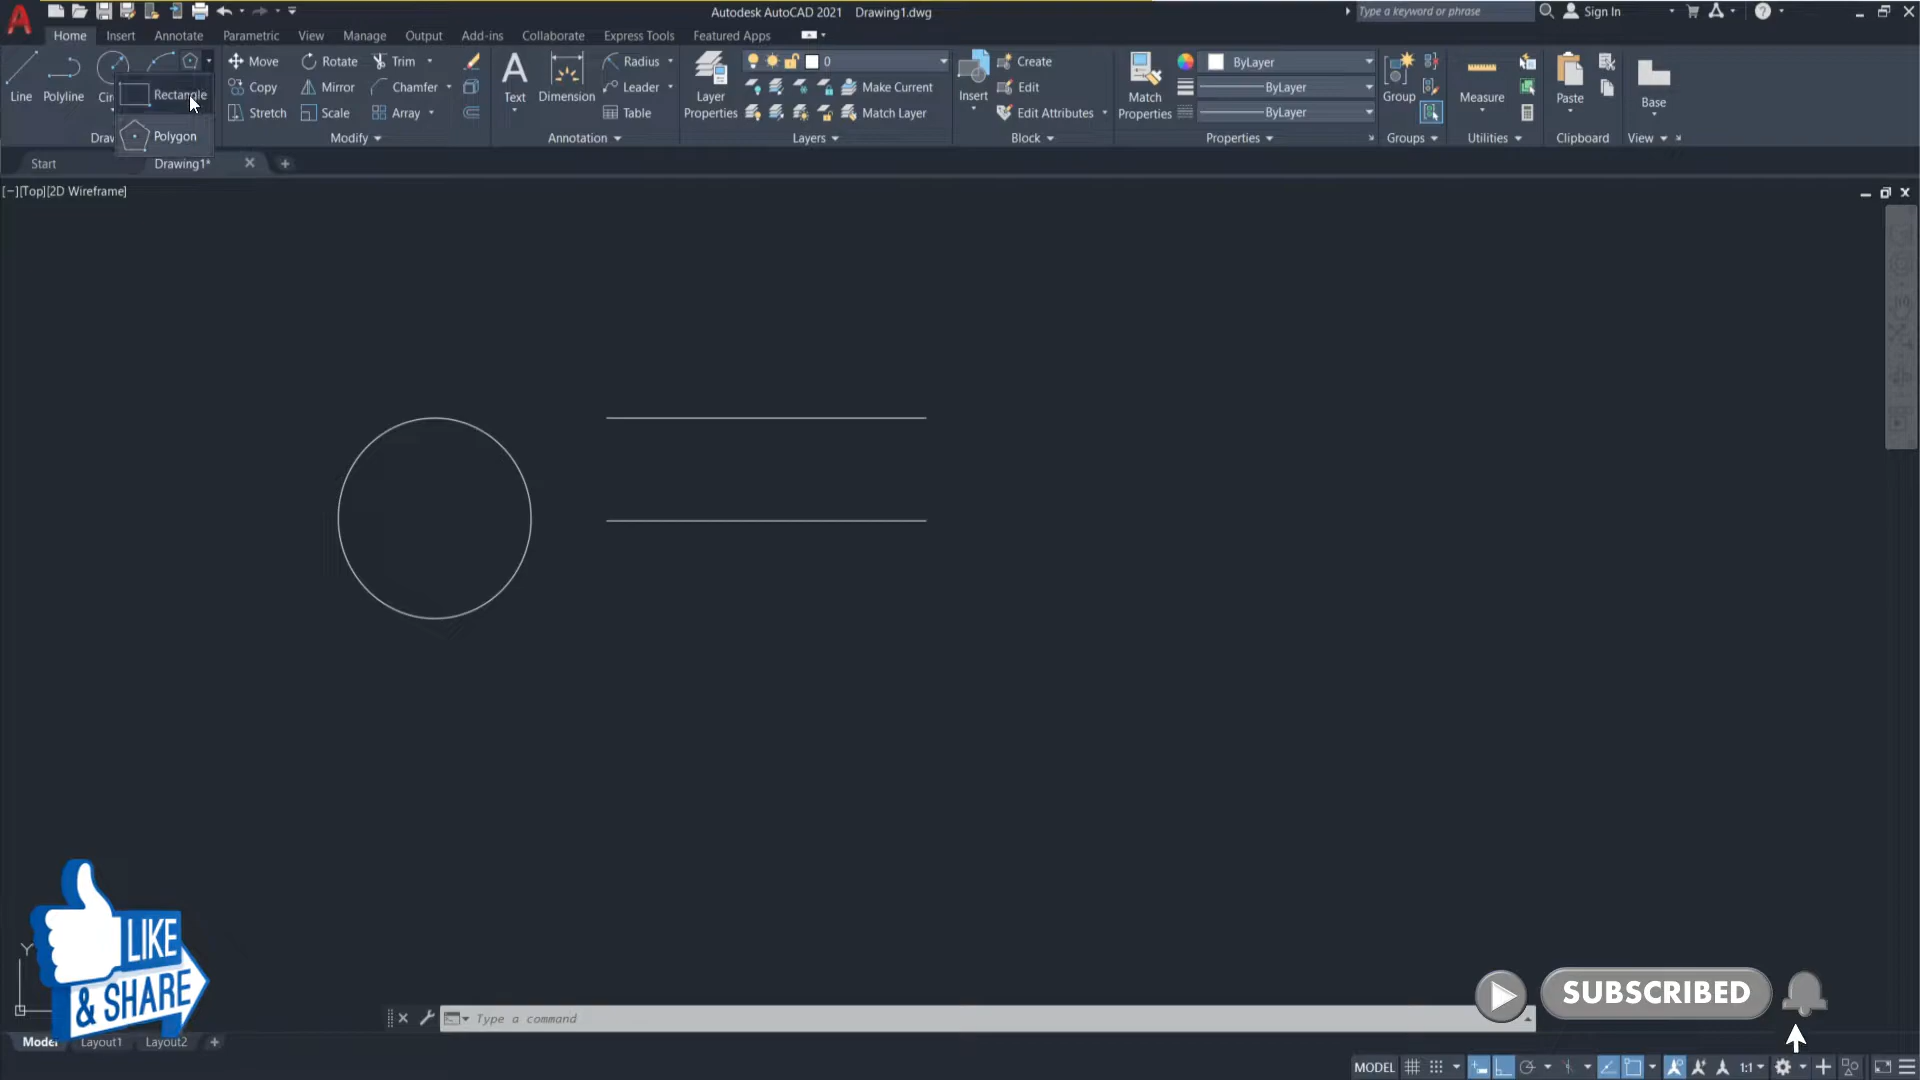 Autodesk AutoCAD 2021 Drawing1.dwg
Type a keyword or phrase
Sign In
Home Insert Annotate Parametric View Manage Output Add-ins Collaborate Express Tools Featured Apps
Line Polyline
Rectangle
Polygon
Move Rotate Trim
Copy Mirror Chamfer
Stretch Scale Array
Modify
Text Dimension
Radius
Leader
Table
Annotation
Layer Properties
0
Make Current
Match Layer
Layers
Insert
Create
Edit
Edit Attributes
Block
Match Properties
ByLayer
ByLayer
ByLayer
Properties
Group
Groups
Measure
Utilities
Paste
Clipboard
Base
View
Start Drawing1*
[−][Top][2D Wireframe]
LIKE
& SHARE
Y
SUBSCRIBED
Type a command
Model Layout1 Layout2
MODEL 1:1